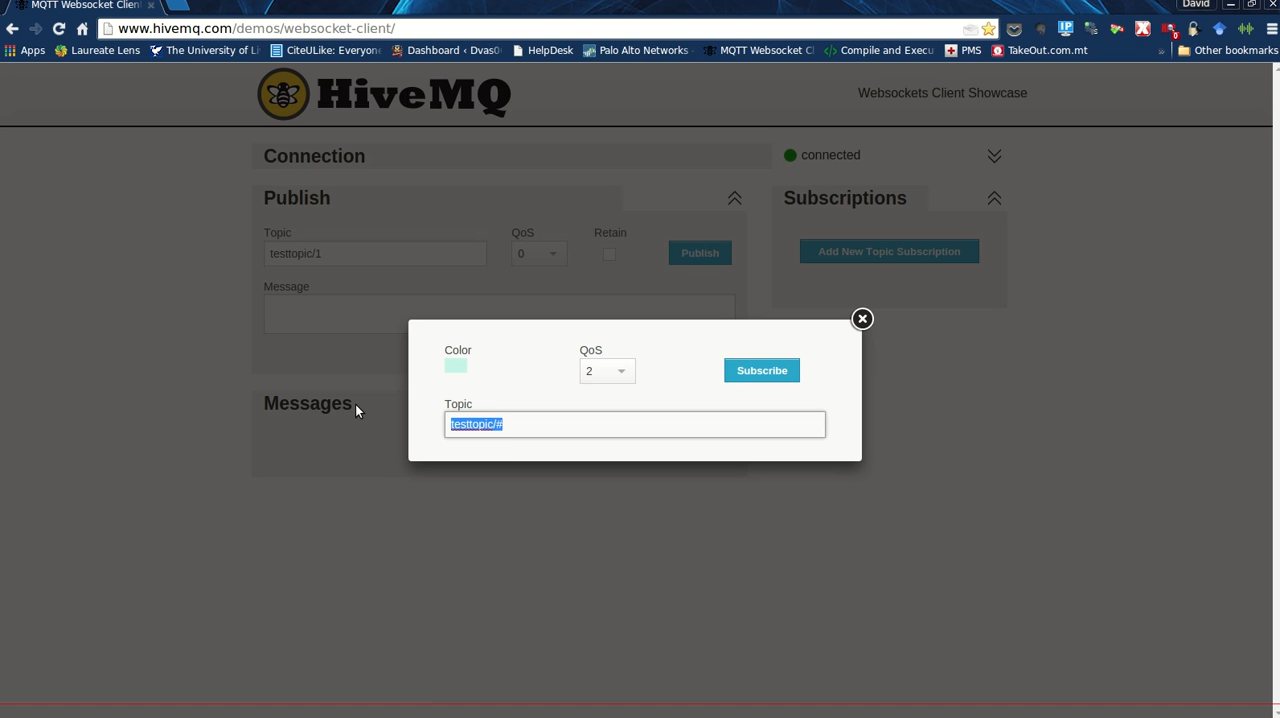 MQTT Websocket Clien
David
www.hivemq.com/demos/websocket-client/
Apps Laureate Lens The University of Li CiteULike: Everyone Dashboard ‹ Dvas0 HelpDesk Palo Alto Networks MQTT Websocket Cl Compile and Execu PMS TakeOut.com.mt » Other bookmarks
HiveMQ
Websockets Client Showcase
Connection
connected
Publish
Subscriptions
Topic QoS Retain
testtopic/1 0 Publish
Add New Topic Subscription
Message
Color QoS
2 Subscribe
Topic
testtopic/#
Messages